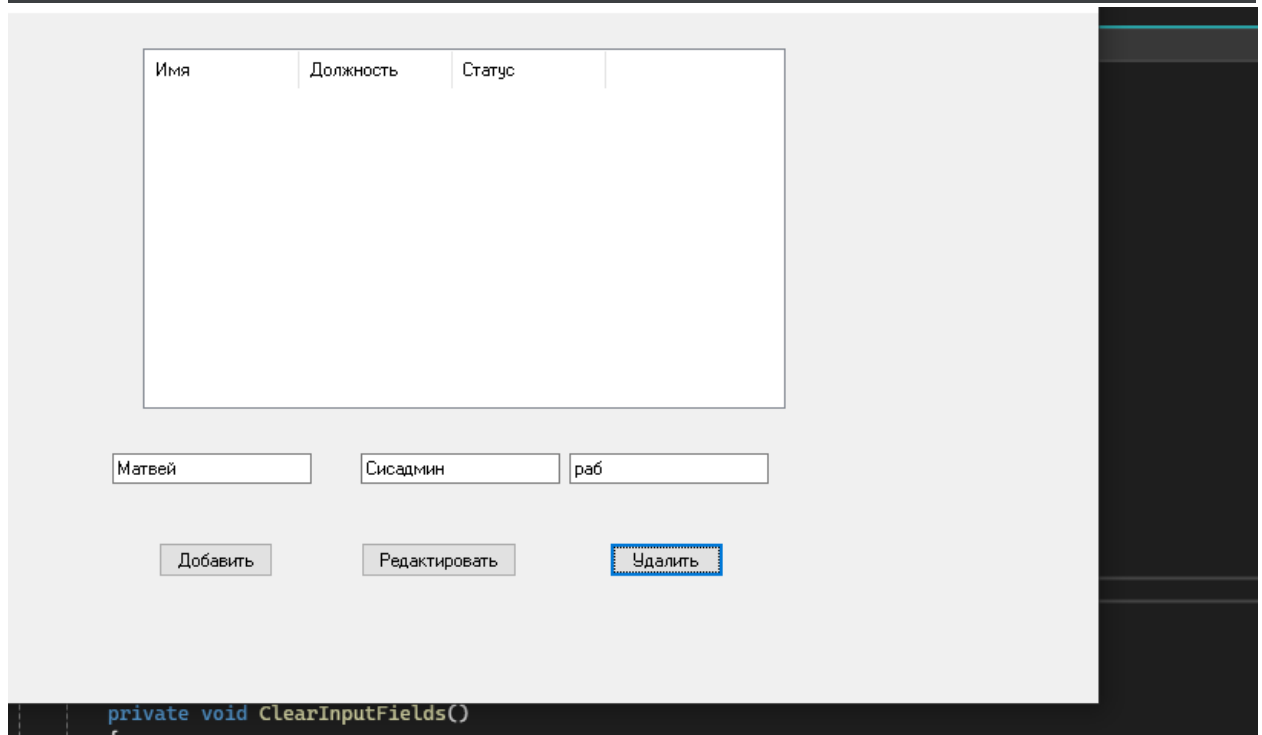 Имя Должность Статус
Матвей Сисадмин раб
Добавить Редактировать Удалить
private void ClearInputFields()